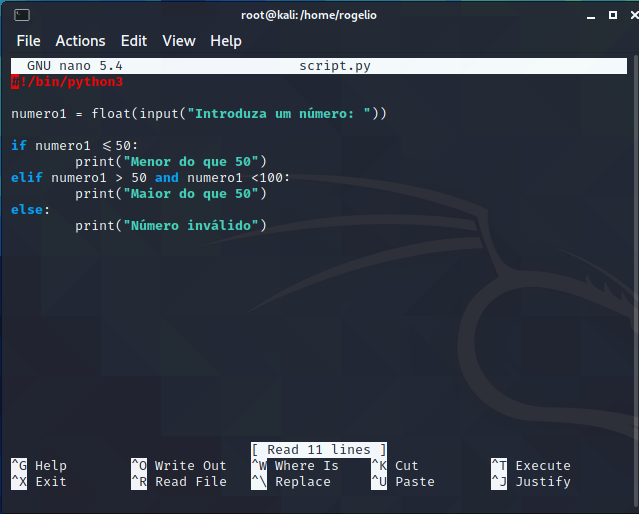 root@kali: /home/rogelio
File Actions Edit View Help
GNU nano 5.4 script.py
#!/bin/python3
numero1 = float(input("Introduza um número: "))
if numero1 <=50:
print("Menor do que 50")
elif numero1 > 50 and numero1 <100:
print("Maior do que 50")
else:
print("Número inválido")
[ Read 11 lines ]
^G Help ^O Write Out ^W Where Is ^K Cut ^T Execute
^X Exit ^R Read File ^\ Replace ^U Paste ^J Justify